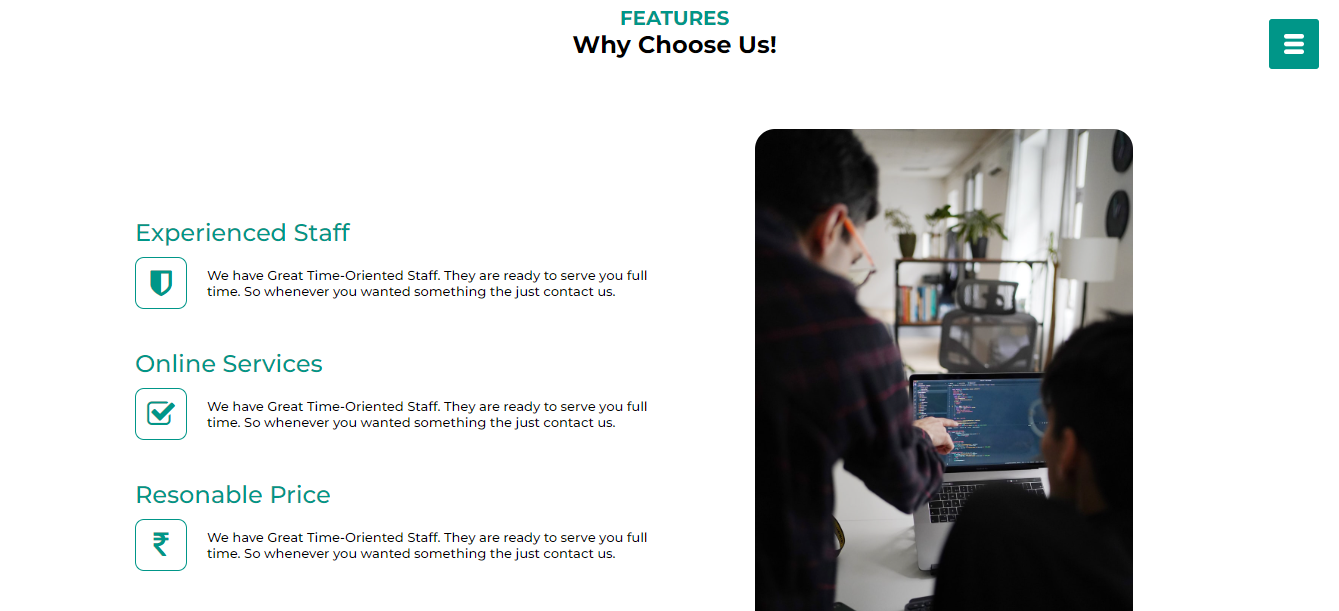 FEATURES
Why Choose Us!
Experienced Staff
We have Great Time-Oriented Staff. They are ready to serve you full
time. So whenever you wanted something the just contact us.
Online Services
We have Great Time-Oriented Staff. They are ready to serve you full
time. So whenever you wanted something the just contact us.
Resonable Price
₹
We have Great Time-Oriented Staff. They are ready to serve you full
time. So whenever you wanted something the just contact us.